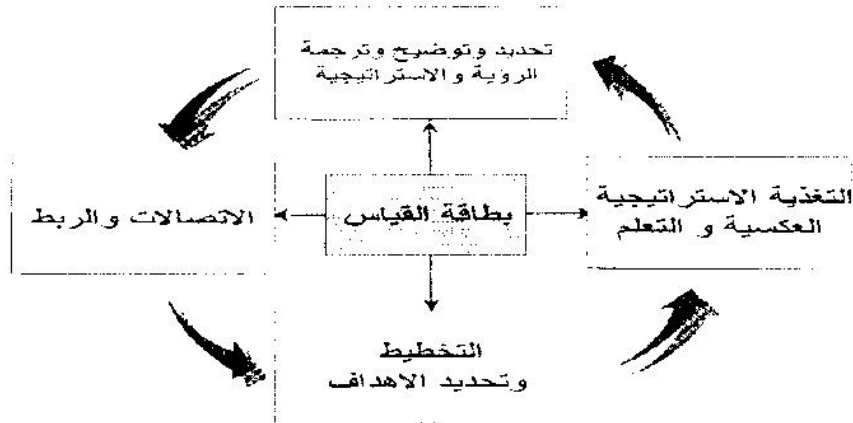 تحديد وتوضيح وترجمة
الرؤية والاستراتيجية
التغذية الاستراتيجية
العكسية و التعلم
بطاقة القياس
الاتصالات والربط
التخطيط
وتحديد الاهداف